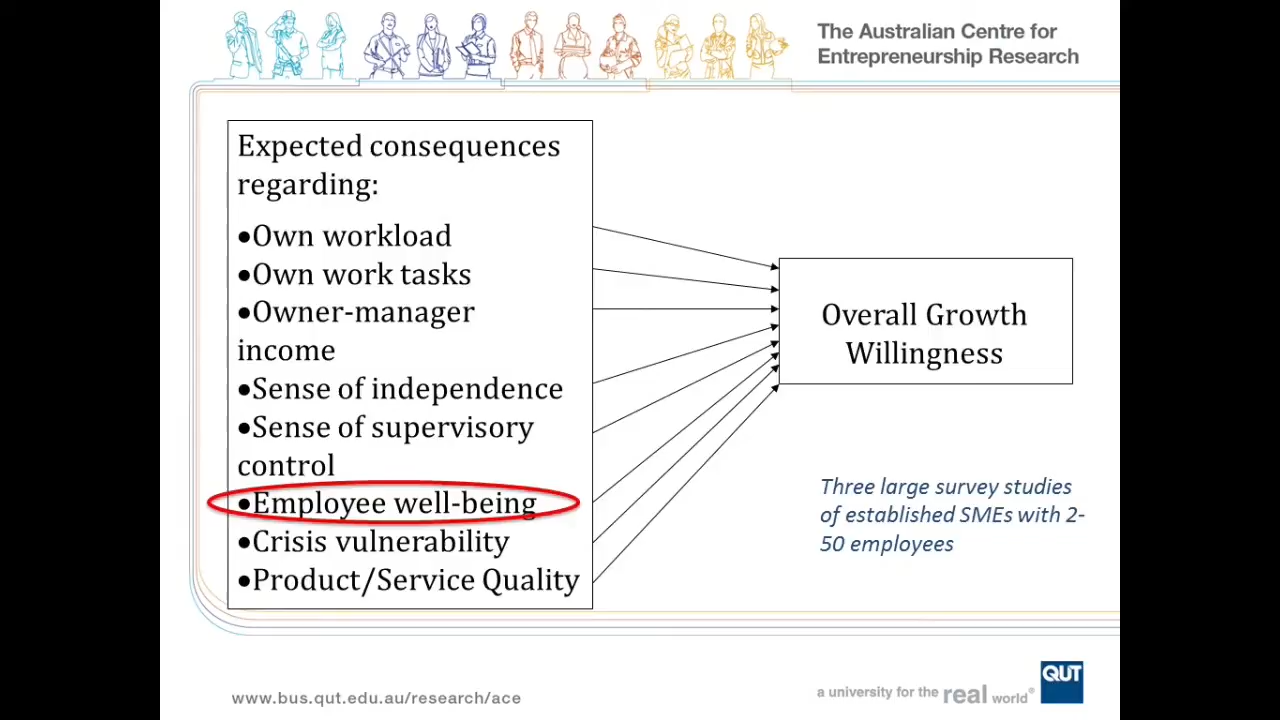 The Australian Centre for
Entrepreneurship Research
Expected consequences
regarding:
•Own workload
•Own work tasks
•Owner-manager
income
•Sense of independence
•Sense of supervisory
control
•Employee well-being
•Crisis vulnerability
•Product/Service Quality
Overall Growth
Willingness
Three large survey studies
of established SMEs with 2-
50 employees
www.bus.qut.edu.au/research/ace
a university for the real world®
QUT